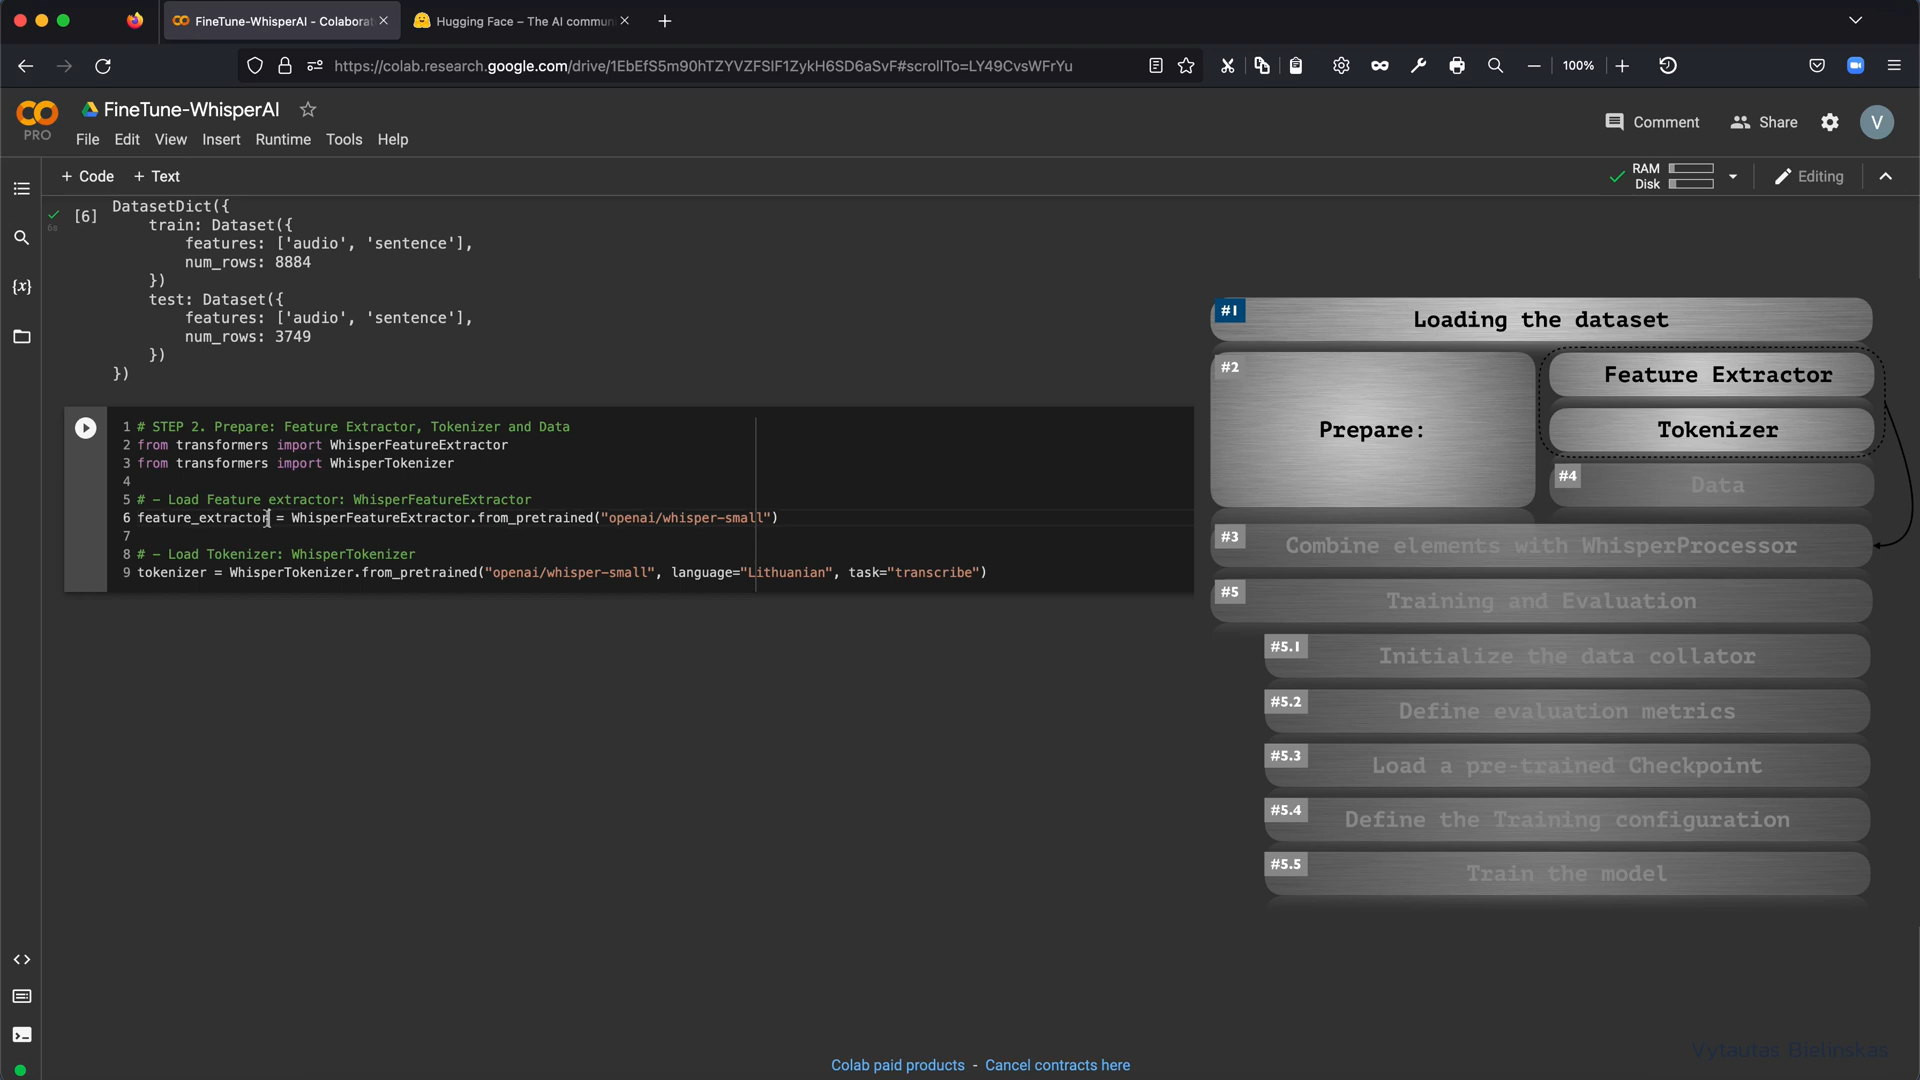 FineTune-WhisperAI - Colaborat
Hugging Face – The AI commun
https://colab.research.google.com/drive/1EbEfS5m90hTZYVZFSIF1ZykH6SD6aSvF#scrollTo=LY49CvsWFrYu
100%
PRO
FineTune-WhisperAI
File Edit View Insert Runtime Tools Help
Comment
Share
V
+ Code + Text
RAM
Disk
Editing
6s
[6]
DatasetDict({
train: Dataset({
features: ['audio', 'sentence'],
num_rows: 8884
})
test: Dataset({
features: ['audio', 'sentence'],
num_rows: 3749
})
})
1 # STEP 2. Prepare: Feature Extractor, Tokenizer and Data
2 from transformers import WhisperFeatureExtractor
3 from transformers import WhisperTokenizer
4
5 # - Load Feature extractor: WhisperFeatureExtractor
6 feature_extractor = WhisperFeatureExtractor.from_pretrained("openai/whisper-small")
7
8 # - Load Tokenizer: WhisperTokenizer
9 tokenizer = WhisperTokenizer.from_pretrained("openai/whisper-small", language="Lithuanian", task="transcribe")
#1 Loading the dataset
#2 Prepare:
Feature Extractor
Tokenizer
#4 Data
#3 Combine elements with WhisperProcessor
#5 Training and Evaluation
#5.1 Initialize the data collator
#5.2 Define evaluation metrics
#5.3 Load a pre-trained Checkpoint
#5.4 Define the Training configuration
#5.5 Train the model
{x}
Colab paid products - Cancel contracts here
Vytautas Bielinskas